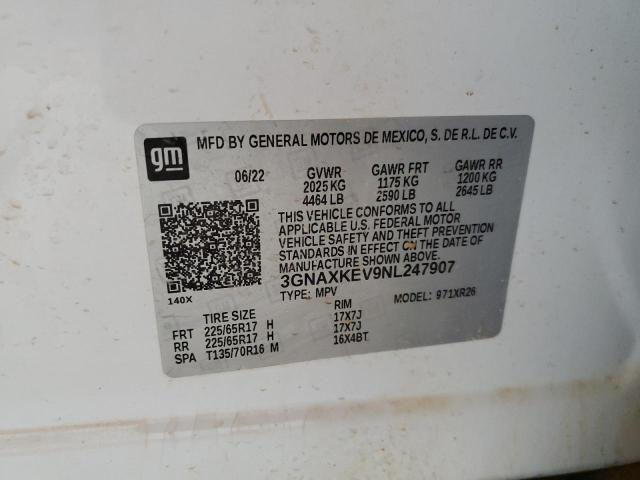 gm
MFD BY GENERAL MOTORS DE MEXICO, S. DE R.L. DE C.V.
06/22 GVWR GAWR FRT GAWR RR
2025 KG 1175 KG 1200 KG
4464 LB 2590 LB 2645 LB
THIS VEHICLE CONFORMS TO ALL
APPLICABLE U.S. FEDERAL MOTOR
VEHICLE SAFETY AND THEFT PREVENTION
STANDARDS IN EFFECT ON THE DATE OF
MANUFACTURE SHOWN ABOVE.
3GNAXKEV9NL247907
140X
TYPE: MPV MODEL: 971XR26
TIRE SIZE RIM
FRT 225/65R17 H 17X7J
RR 225/65R17 H 17X7J
SPA T135/70R16 M 16X4BT